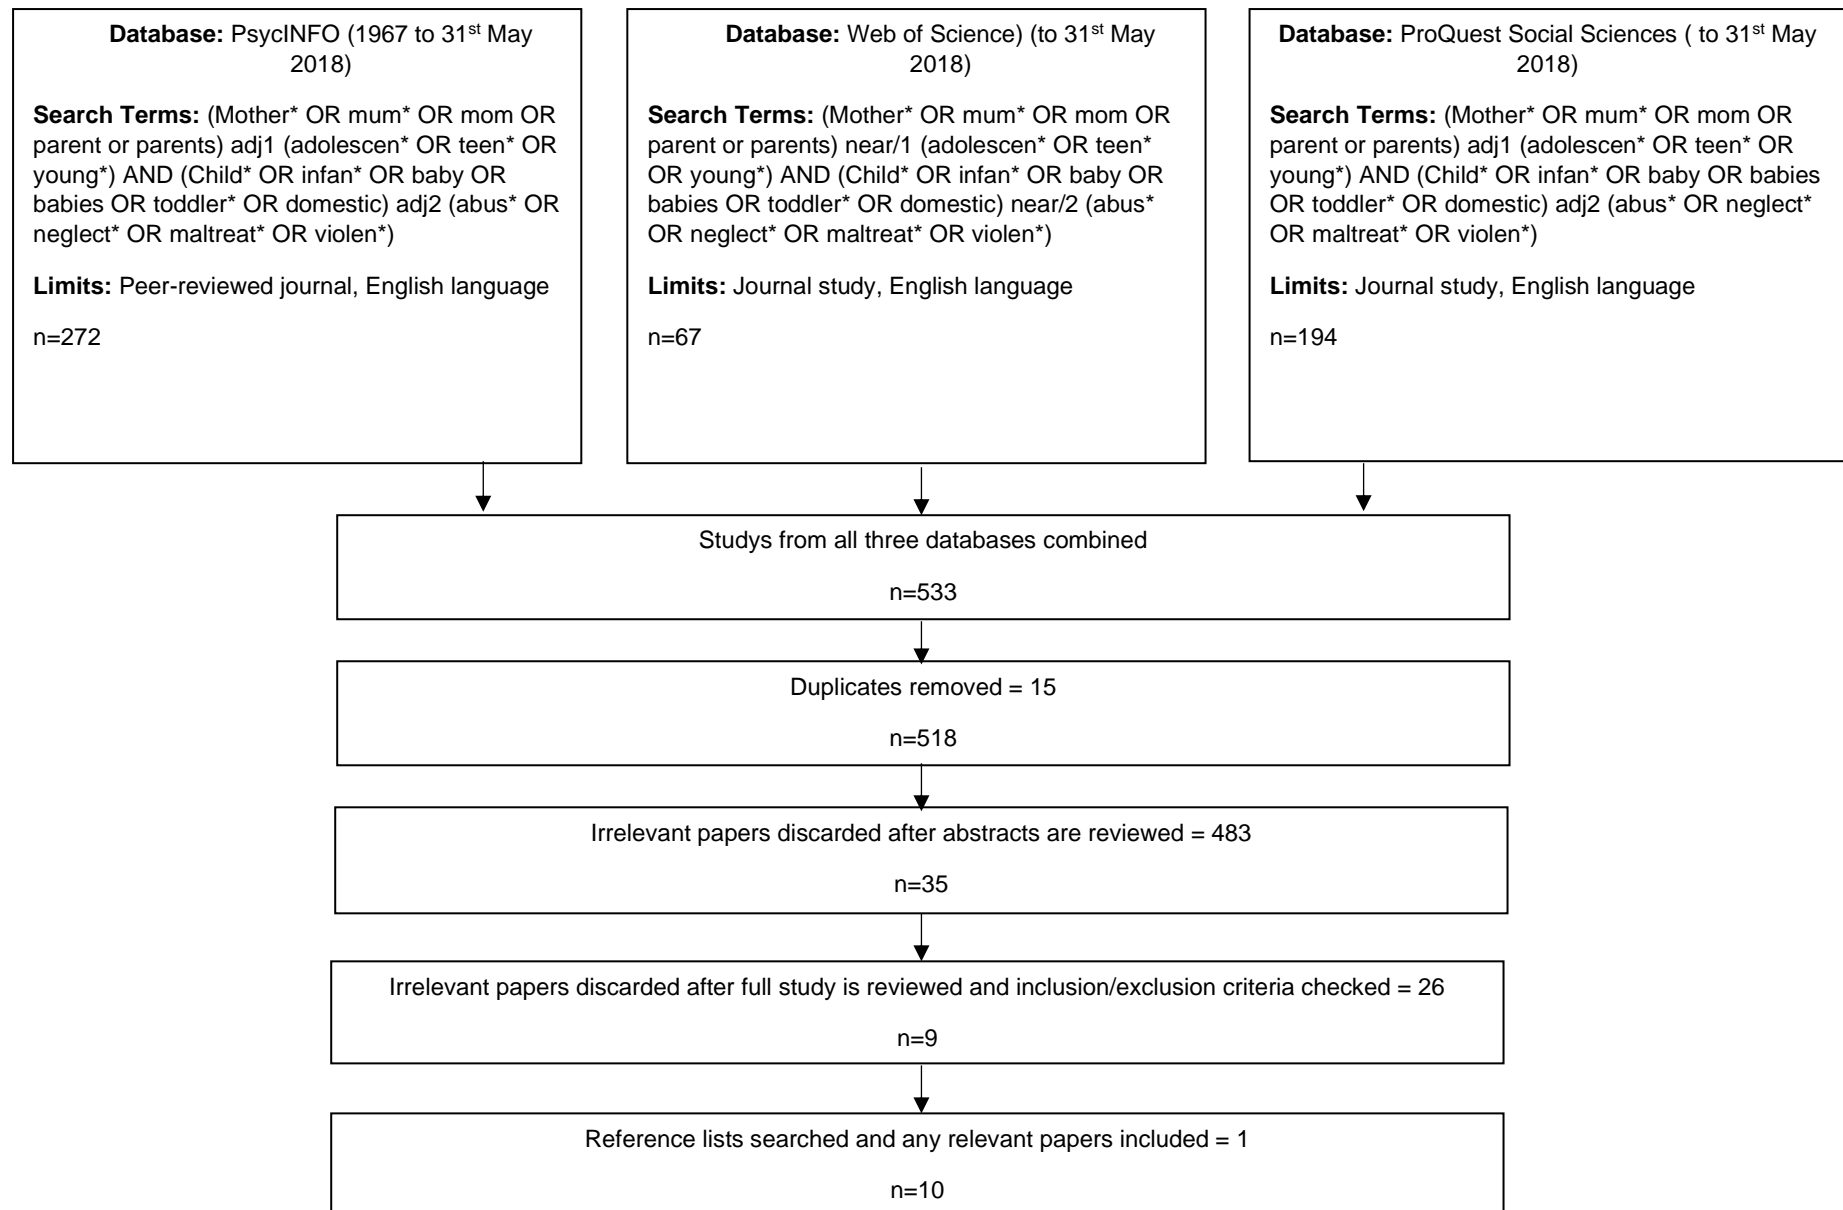 Database: PsycINFO (1967 to 31st May
2018)
Search Terms: (Mother* OR mum* OR mom OR
parent or parents) adj1 (adolescen* OR teen* OR
young*) AND (Child* OR infan* OR baby OR
babies OR toddler* OR domestic) adj2 (abus* OR
neglect* OR maltreat* OR violen*)
Limits: Peer-reviewed journal, English language
n=272
Database: Web of Science) (to 31st May
2018)
Search Terms: (Mother* OR mum* OR mom OR
parent or parents) near/1 (adolescen* OR teen*
OR young*) AND (Child* OR infan* OR baby OR
babies OR toddler* OR domestic) near/2 (abus*
OR neglect* OR maltreat* OR violen*)
Limits: Journal study, English language
n=67
Database: ProQuest Social Sciences ( to 31st May
2018)
Search Terms: (Mother* OR mum* OR mom OR
parent or parents) adj1 (adolescen* OR teen* OR
young*) AND (Child* OR infan* OR baby OR babies
OR toddler* OR domestic) adj2 (abus* OR neglect*
OR maltreat* OR violen*)
Limits: Journal study, English language
n=194
Studys from all three databases combined
n=533
Duplicates removed = 15
n=518
Irrelevant papers discarded after abstracts are reviewed = 483
n=35
Irrelevant papers discarded after full study is reviewed and inclusion/exclusion criteria checked = 26
n=9
Reference lists searched and any relevant papers included = 1
n=10